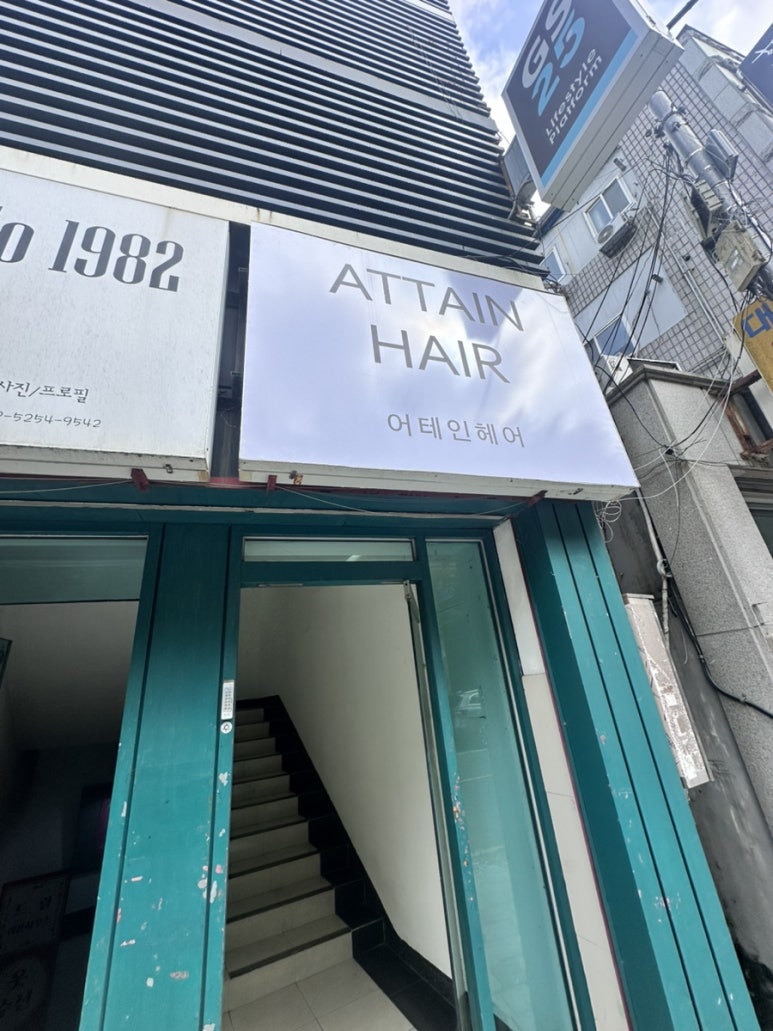 GS25
Lifestyle
Platform
1982
ATTAIN
HAIR
어테인헤어
사진/프로필
-5254-9542